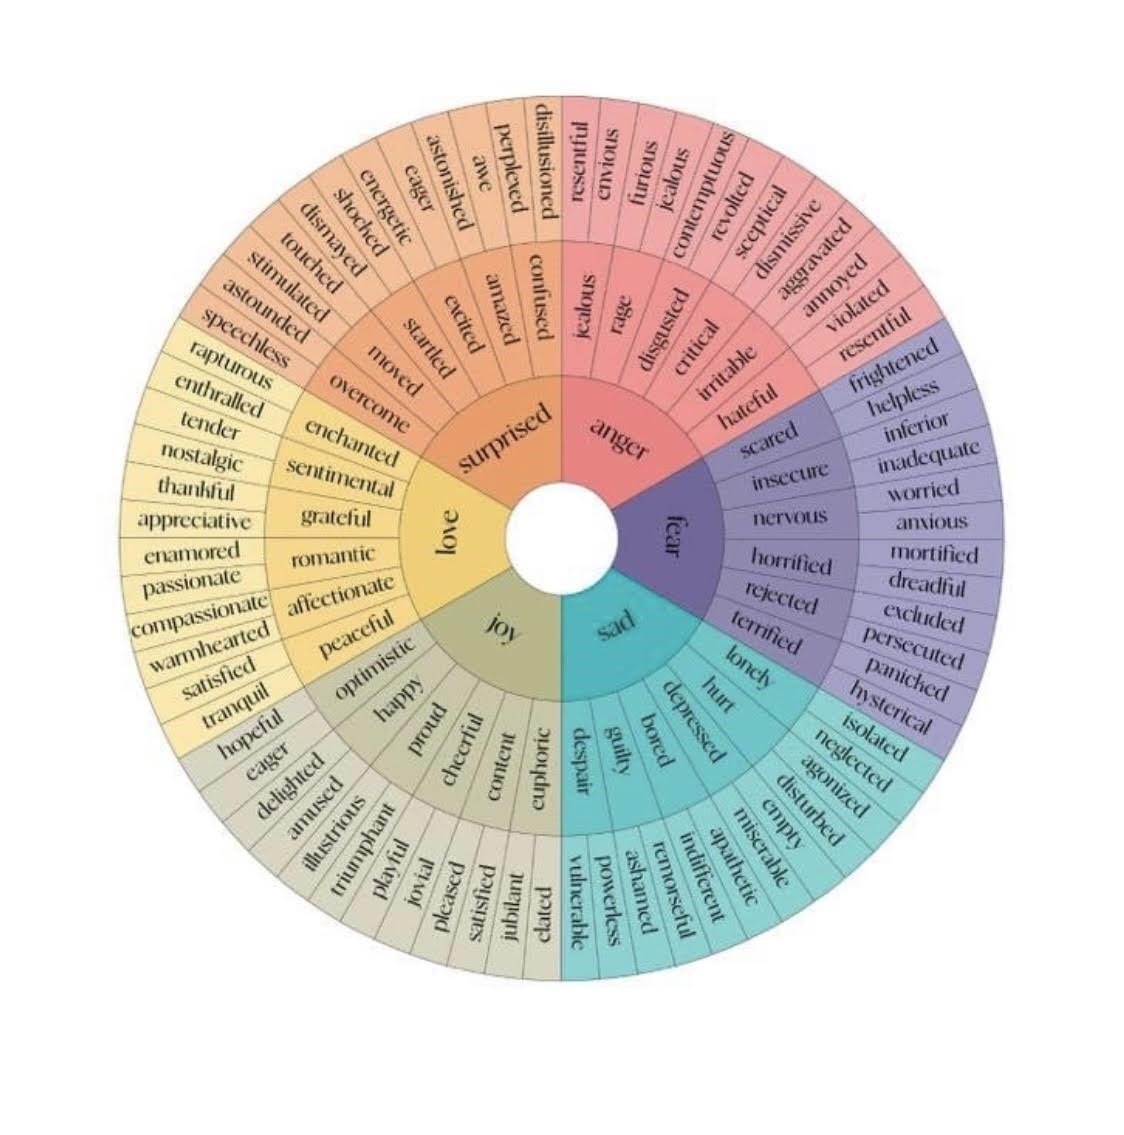 surprised
anger
fear
sad
joy
love
confused
amazed
excited
startled
moved
overcome
jealous
rage
disgusted
critical
irritable
hateful
scared
insecure
nervous
horrified
rejected
terrified
lonely
hurt
depressed
bored
guilty
despair
euphoric
content
cheerful
proud
happy
optimistic
peaceful
affectionate
romantic
grateful
sentimental
enchanted
resentful
envious
furious
jealous
contemptuous
revolted
sceptical
dismissive
aggravated
annoyed
violated
resentful
frightened
helpless
inferior
inadequate
worried
anxious
mortified
dreadful
excluded
persecuted
paniched
hysterical
isolated
neglected
agonized
disturbed
empty
miserable
apathetic
indifferent
remorseful
ashamed
powerless
vulnerable
elated
jubilant
satisfied
pleased
jovial
playful
triumphant
illustrious
amused
delighted
eager
hopeful
tranquil
satisfied
warmhearted
compassionate
passionate
enamored
appreciative
thankful
nostalgic
tender
enthralled
rapturous
speechless
astounded
stimulated
touched
dismayed
shoched
energetic
eager
astonished
awe
perplexed
disillusioned